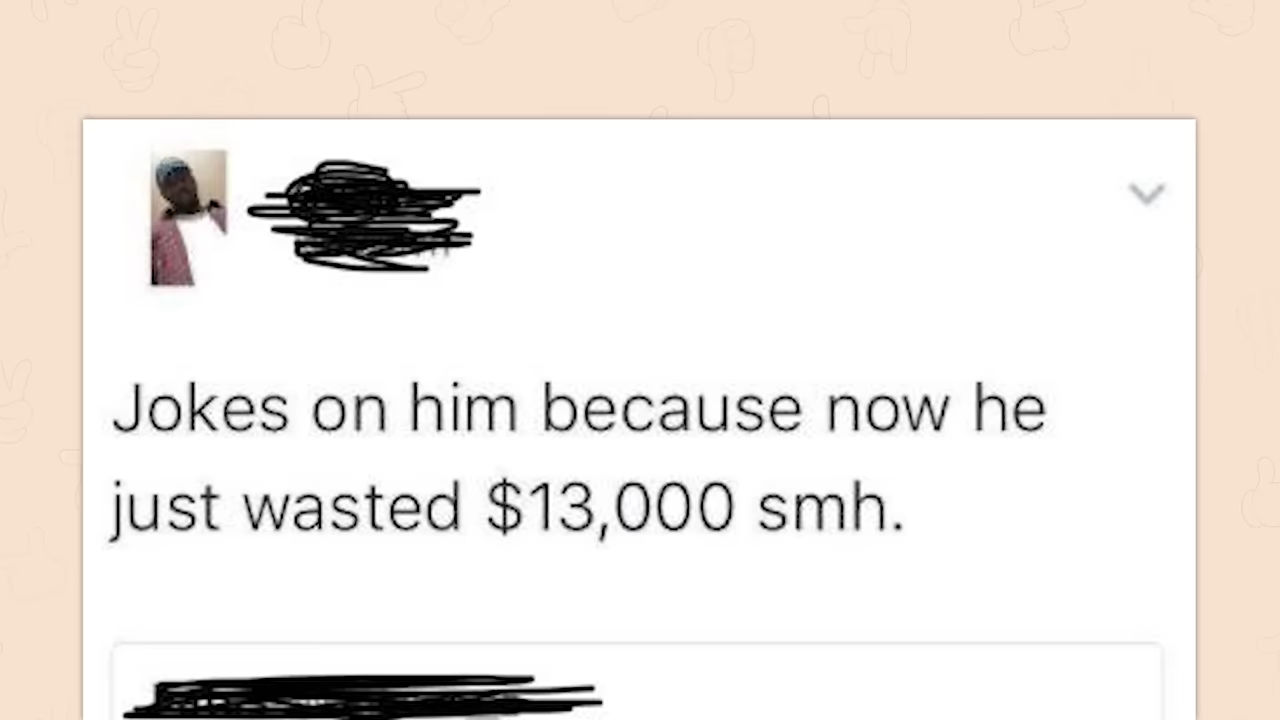 Jokes on him because now he
just wasted $13,000 smh.